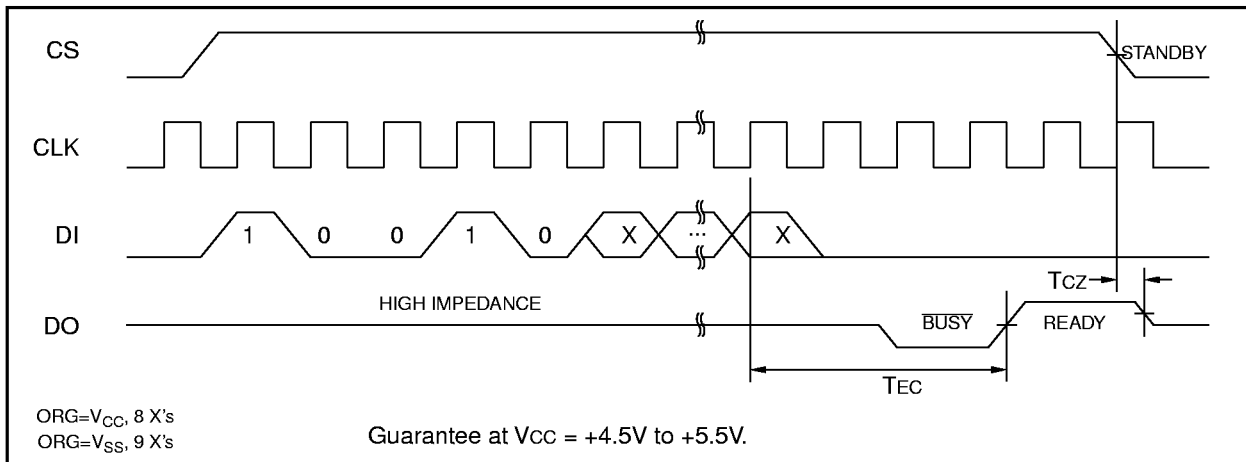 CS
STANDBY
CLK
DI
1 0 0 1 0 X ... X
TCZ
HIGH IMPEDANCE
DO
BUSY
READY
TEC
ORG=VCC, 8 X's
ORG=VSS, 9 X's
Guarantee at VCC = +4.5V to +5.5V.